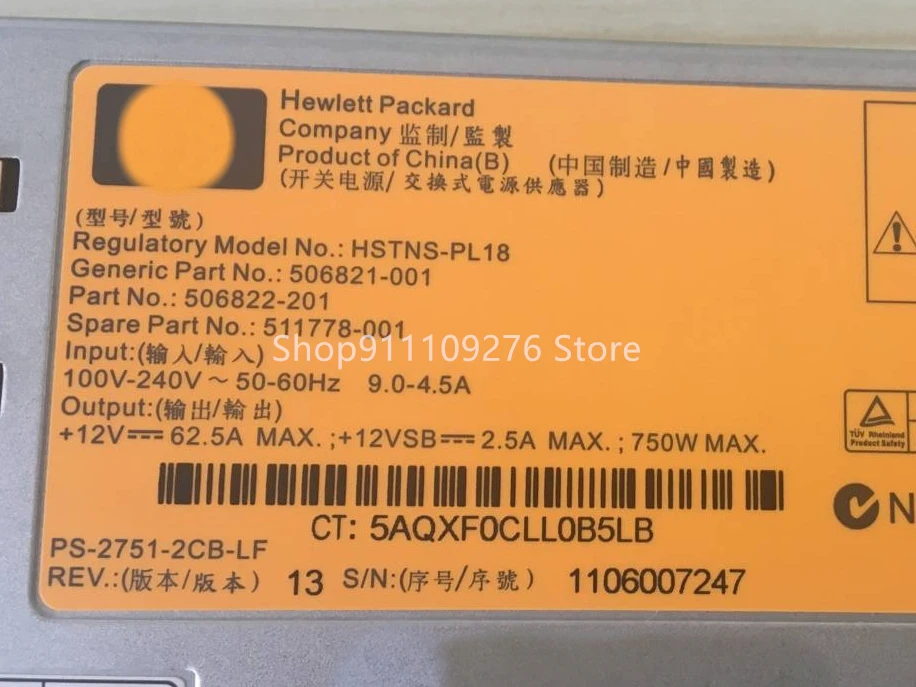 Hewlett Packard
Company 监制/監製
Product of China(B) (中国制造/中國製造)
(开关电源/交換式電源供應器)
(型号/型號)
Regulatory Model No.: HSTNS-PL18
Generic Part No.: 506821-001
Part No.: 506822-201
Spare Part No.: 511778-001
Input:(输入/輸入)
Shop911109276 Store
100V-240V ~ 50-60Hz 9.0-4.5A
Output:(输出/輸出)
+12V⎓ 62.5A MAX. ;+12VSB⎓ 2.5A MAX. ; 750W MAX.
TÜV Rheinland
Product Safety
N
CT: 5AQXF0CLL0B5LB
PS-2751-2CB-LF
REV.:(版本/版本) 13 S/N:(序号/序號) 1106007247